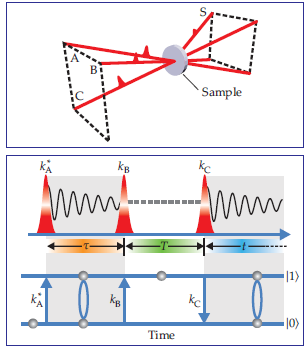 S
A
B
C
Sample
k*A kB kC
τ T t
|1⟩
k*A kB kC
|0⟩
Time